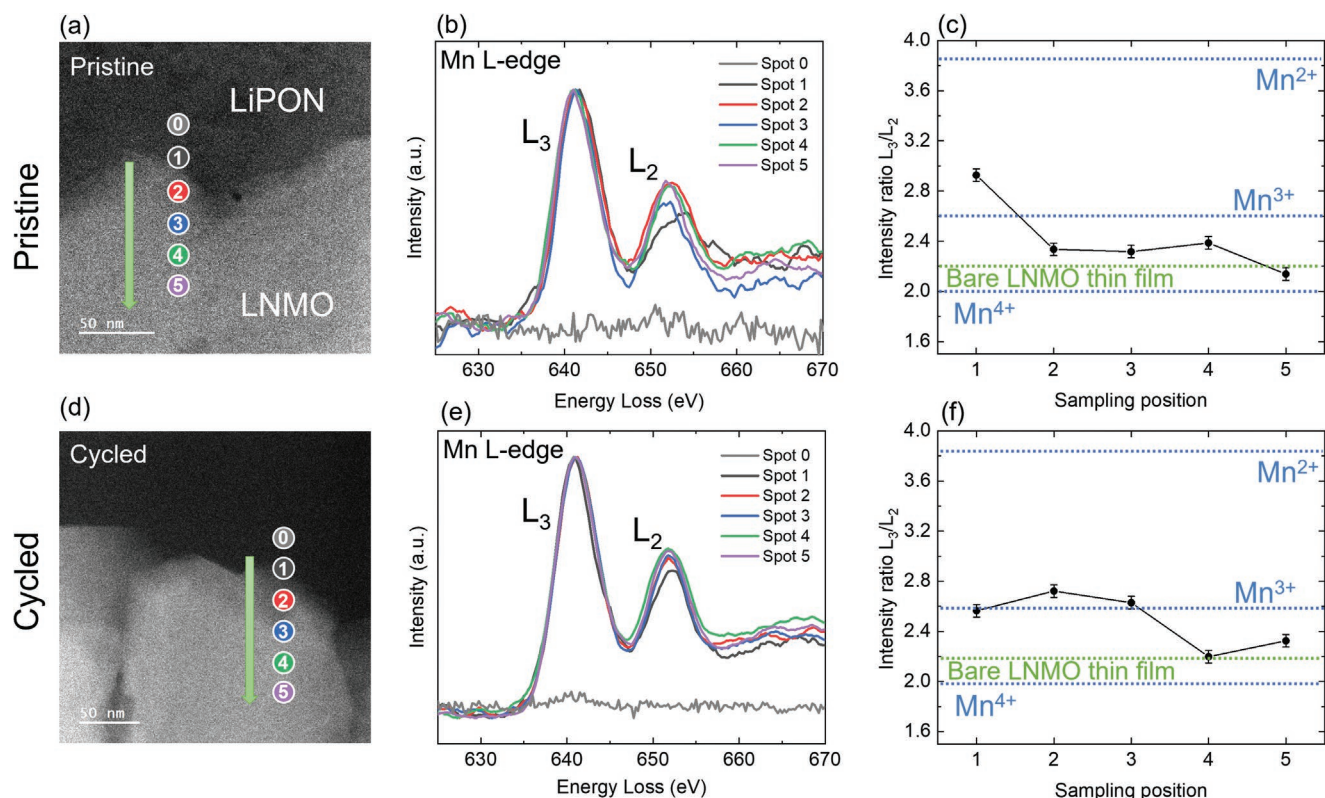 (a)
Pristine
LiPON
0
1
2
3
4
5
LNMO
50 nm
Pristine
(b)
Mn L-edge
L3
L2
Spot 0
Spot 1
Spot 2
Spot 3
Spot 4
Spot 5
Intensity (a.u.)
630 640 650 660 670
Energy Loss (eV)
(c)
4.0
3.6
3.2
2.8
2.4
2.0
1.6
Intensity ratio L3/L2
Mn2+
Mn3+
Bare LNMO thin film
Mn4+
1 2 3 4 5
Sampling position
(d)
Cycled
0
1
2
3
4
5
50 nm
Cycled
(e)
Mn L-edge
L3
L2
Spot 0
Spot 1
Spot 2
Spot 3
Spot 4
Spot 5
Intensity (a.u.)
630 640 650 660 670
Energy Loss (eV)
(f)
4.0
3.6
3.2
2.8
2.4
2.0
1.6
Intensity ratio L3/L2
Mn2+
Mn3+
Bare LNMO thin film
Mn4+
1 2 3 4 5
Sampling position